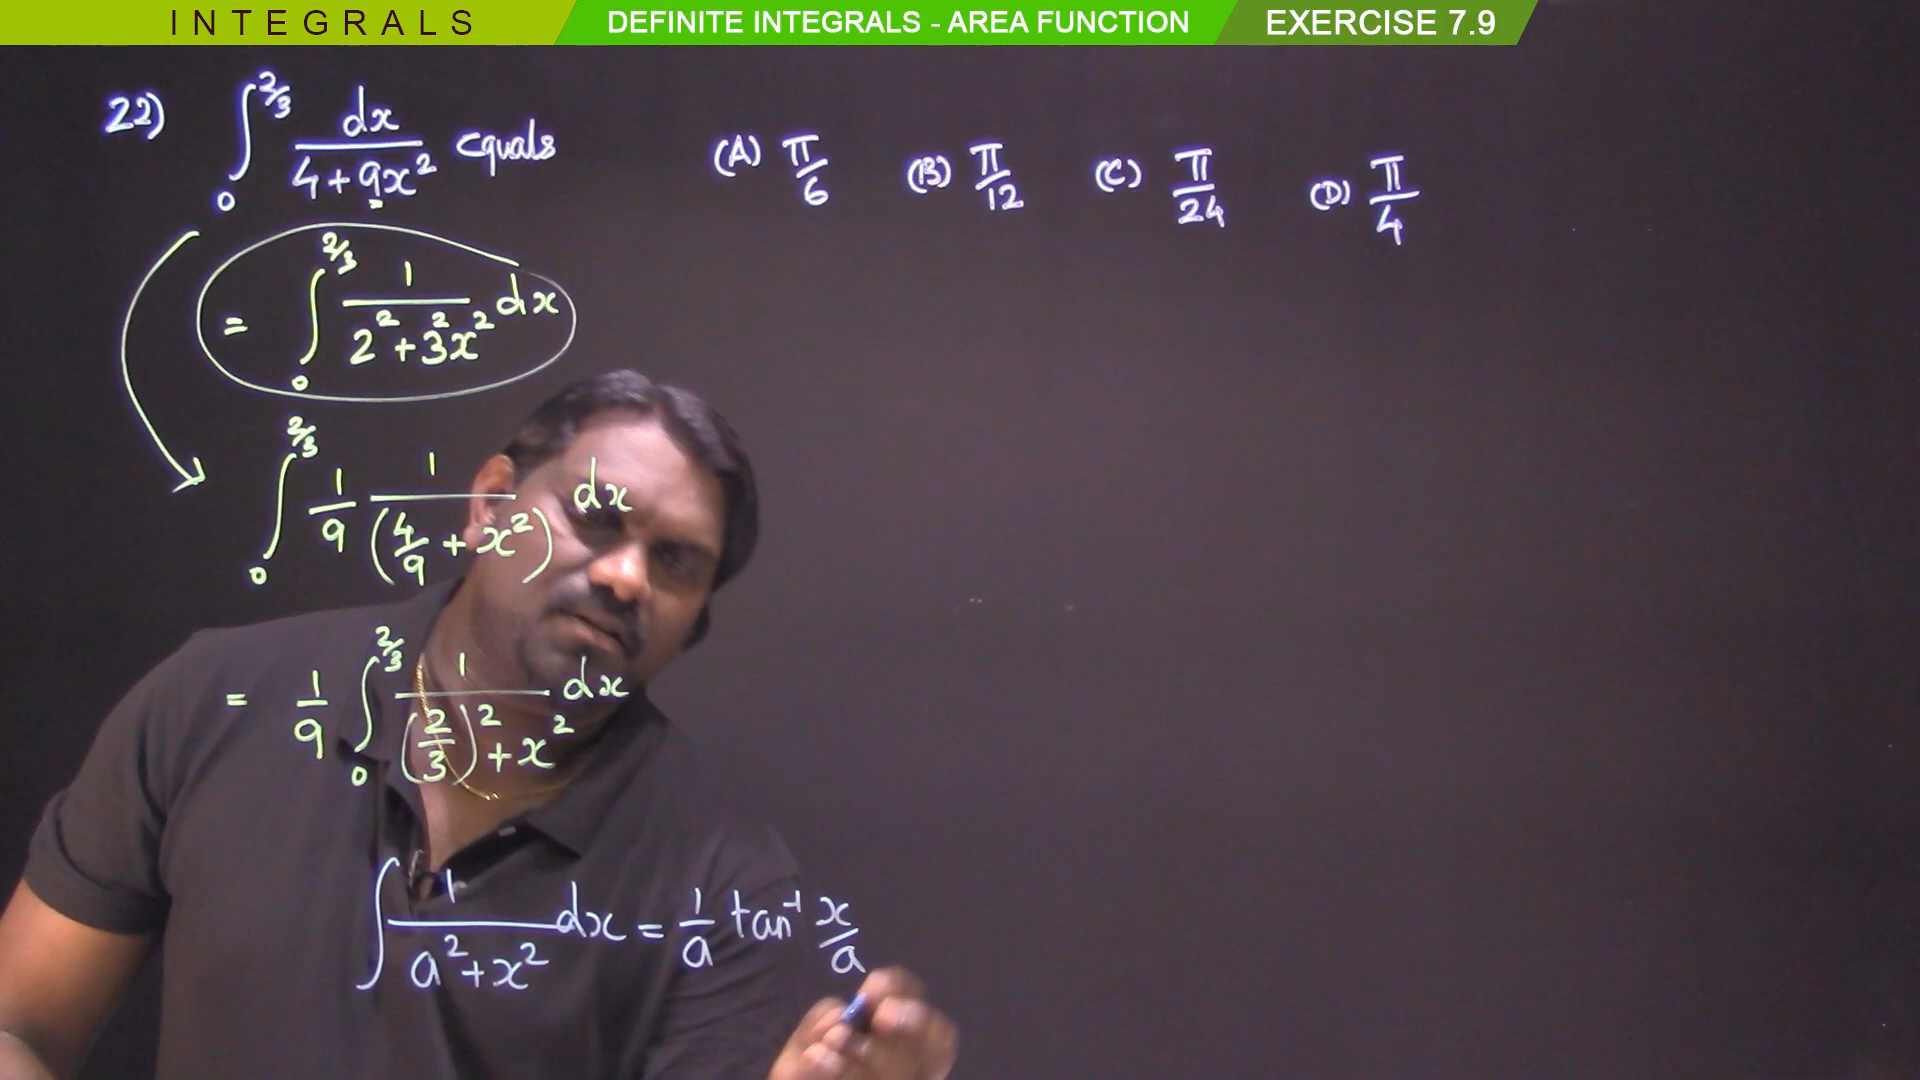 INTEGRALS DEFINITE INTEGRALS - AREA FUNCTION EXERCISE 7.9
22) ∫₀^{2/3} dx/(4+9x²) equals (A) π/6 (B) π/12 (C) π/24 (D) π/4
= ∫₀^{2/3} 1/(2²+3²x²) dx
∫₀^{2/3} 1/9 1/(4/9 + x²) dx
= 1/9 ∫₀^{2/3} 1/((2/3)²+x²) dx
∫ 1/(a²+x²) dx = 1/a tan⁻¹ x/a